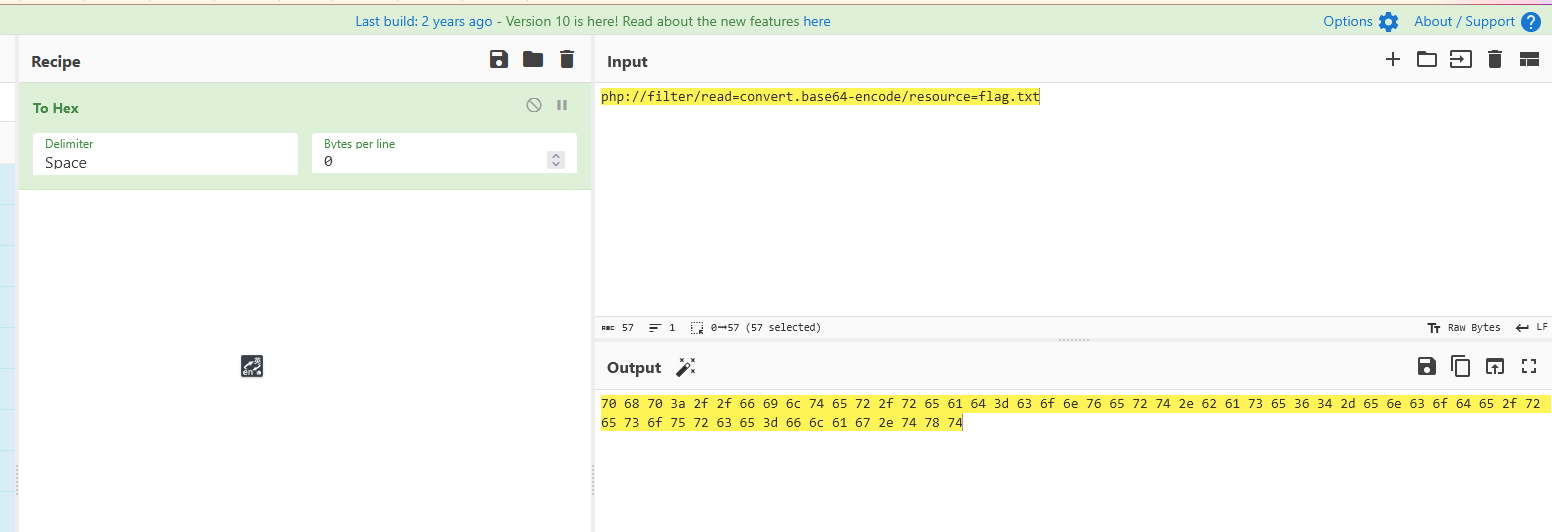 Last build: 2 years ago - Version 10 is here! Read about the new features here
Options
About / Support
Recipe
To Hex
Delimiter
Space
Bytes per line
0
Input
php://filter/read=convert.base64-encode/resource=flag.txt
ABC 57
1
0→57 (57 selected)
Tт Raw Bytes
LF
Output
70 68 70 3a 2f 2f 66 69 6c 74 65 72 2f 72 65 61 64 3d 63 6f 6e 76 65 72 74 2e 62 61 73 65 36 34 2d 65 6e 63 6f 64 65 2f 72
65 73 6f 75 72 63 65 3d 66 6c 61 67 2e 74 78 74
英
en